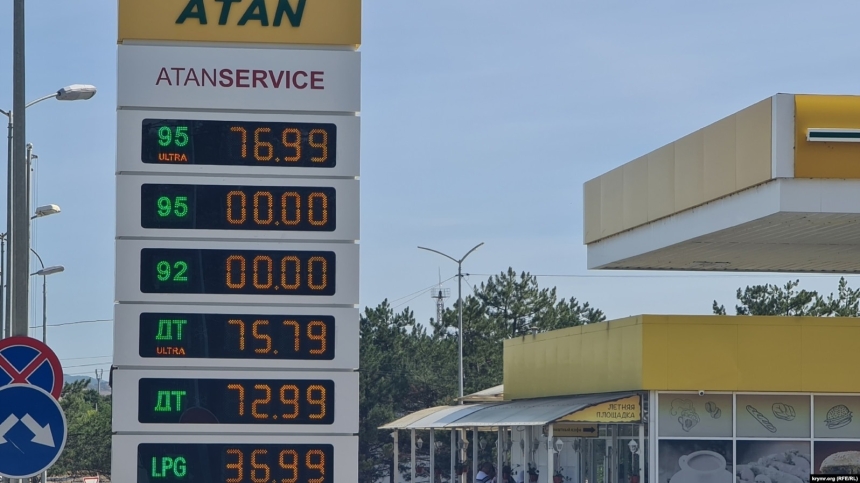 ATAN
ATANSERVICE
95 76.99
ULTRA
95 00.00
92 00.00
ДТ 75.79
ULTRA
ДТ 72.99
LPG 36.99
ЛЕТНЯЯ
ПЛОЩАДКА
krymr.org (RFE/RL)